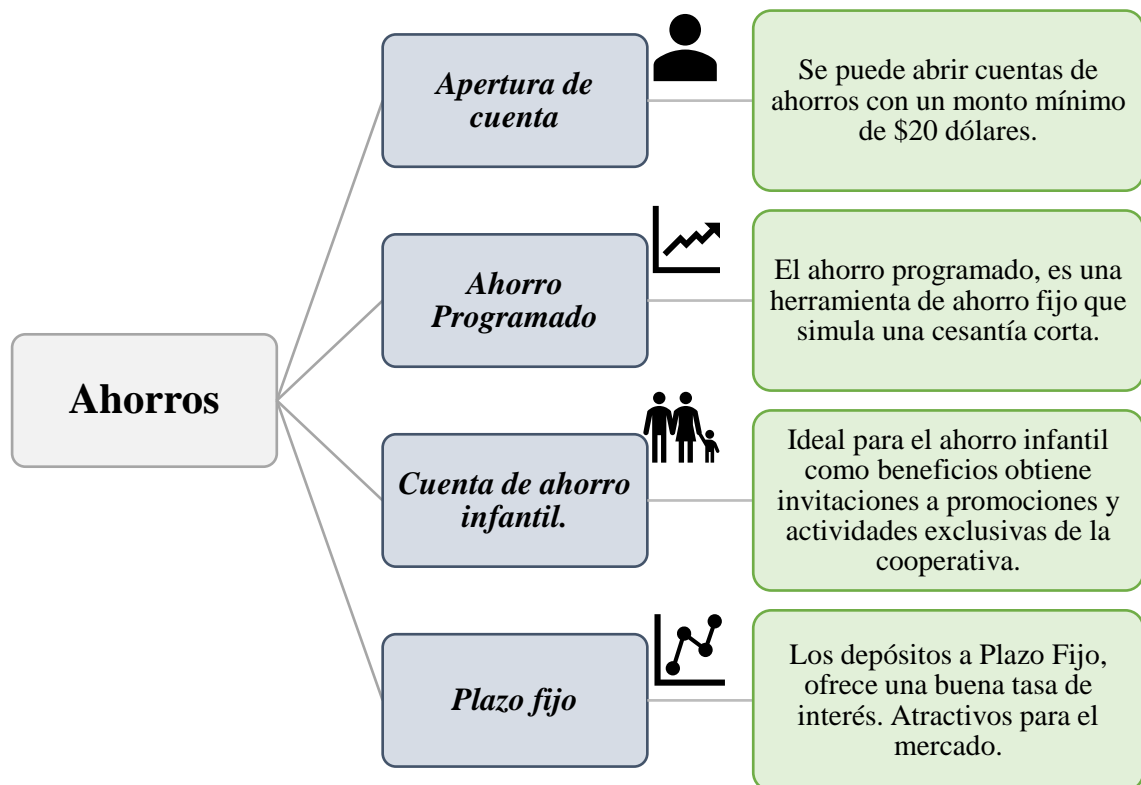 Ahorros
Apertura de
cuenta
Se puede abrir cuentas de
ahorros con un monto mínimo
de $20 dólares.
Ahorro
Programado
El ahorro programado, es una
herramienta de ahorro fijo que
simula una cesantía corta.
Cuenta de ahorro
infantil.
Ideal para el ahorro infantil
como beneficios obtiene
invitaciones a promociones y
actividades exclusivas de la
cooperativa.
Plazo fijo
Los depósitos a Plazo Fijo,
ofrece una buena tasa de
interés. Atractivos para el
mercado.